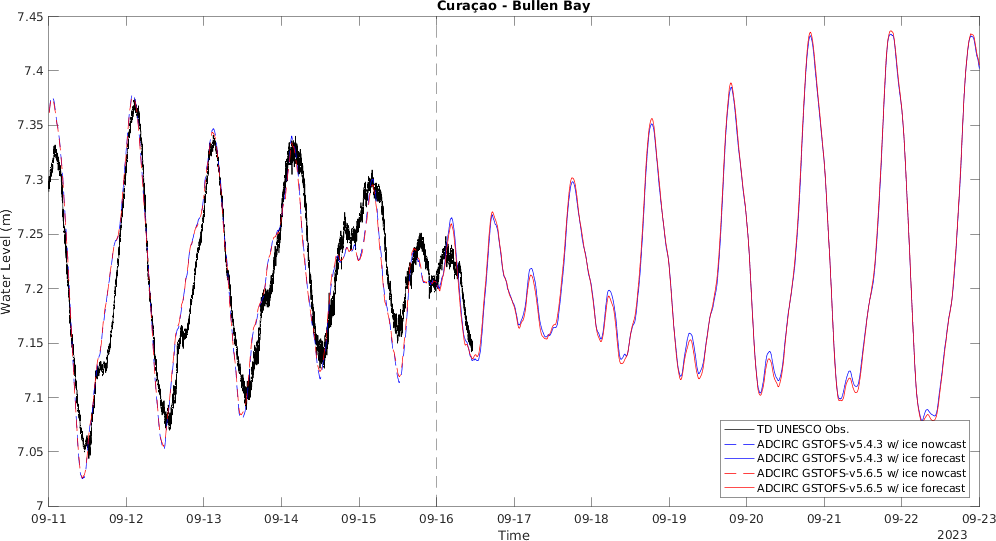 Curaçao - Bullen Bay
7.45
7.4
7.35
7.3
7.25
7.2
7.15
7.1
7.05
7
Water Level (m)
09-11 09-12 09-13 09-14 09-15 09-16 09-17 09-18 09-19 09-20 09-21 09-22 09-23
Time
2023
TD UNESCO Obs.
ADCIRC GSTOFS-v5.4.3 w/ ice nowcast
ADCIRC GSTOFS-v5.4.3 w/ ice forecast
ADCIRC GSTOFS-v5.6.5 w/ ice nowcast
ADCIRC GSTOFS-v5.6.5 w/ ice forecast